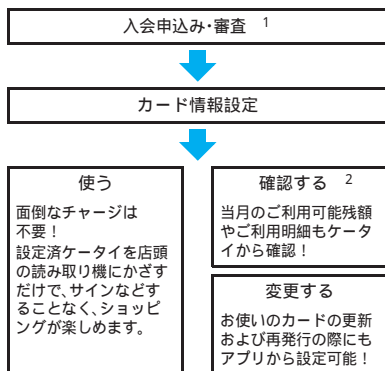 入会申込み・審査 1
カード情報設定
使う
面倒なチャージは
不要！
設定済ケータイを店頭
の読み取り機にかざす
だけで、サインなどす
ることなく、ショッピ
ングが楽しめます。
確認する 2
当月のご利用可能残額
やご利用明細もケータ
イから確認！
変更する
お使いのカードの更新
および再発行の際にも
アプリから設定可能！